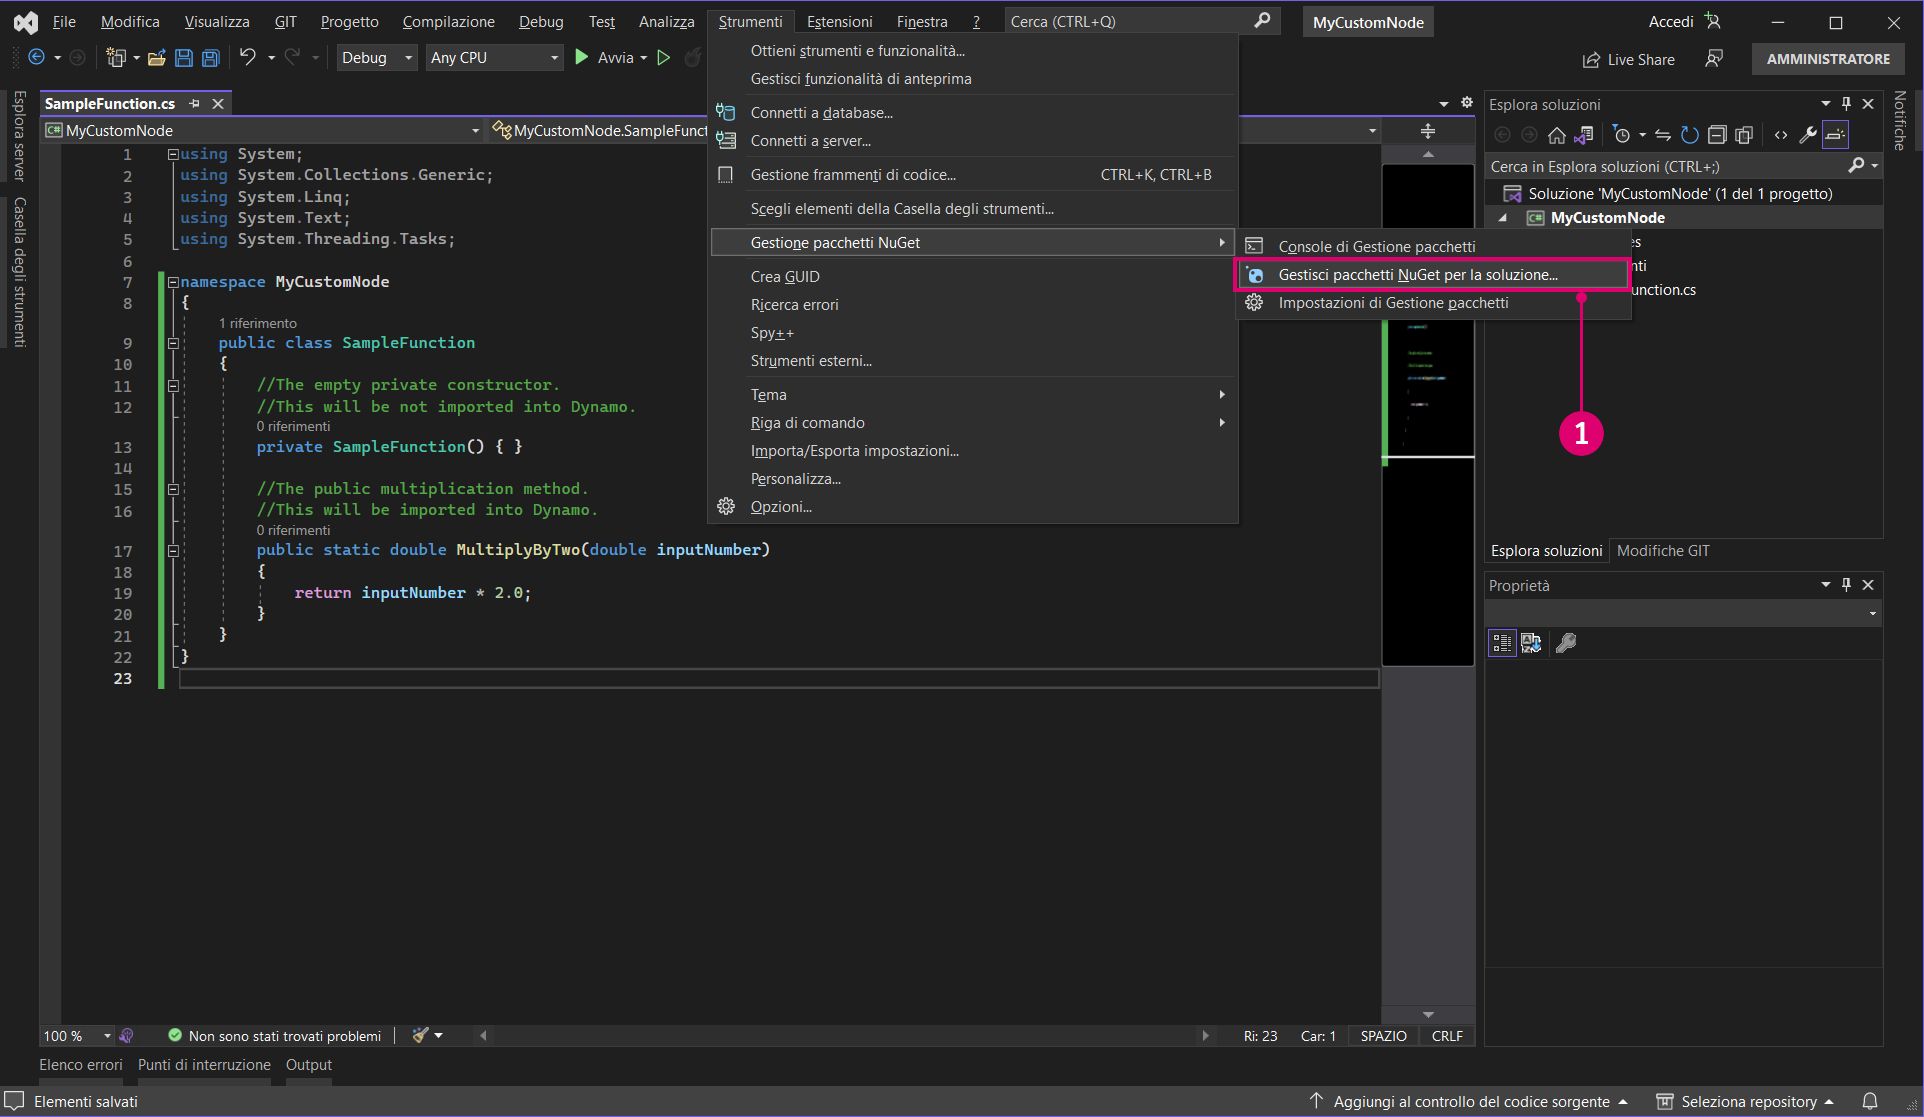 File Modifica Visualizza GIT Progetto Compilazione Debug Test Analizza Strumenti Estensioni Finestra ? Cerca (CTRL+Q) MyCustomNode Accedi
Debug Any CPU Avvia Live Share AMMINISTRATORE
Esplora server
Casella degli strumenti
SampleFunction.cs
MyCustomNode MyCustomNode.SampleFunct
1 using System;
2 using System.Collections.Generic;
3 using System.Linq;
4 using System.Text;
5 using System.Threading.Tasks;
6
7 namespace MyCustomNode
8 {
1 riferimento
9 public class SampleFunction
10 {
11 //The empty private constructor.
12 //This will be not imported into Dynamo.
0 riferimenti
13 private SampleFunction() { }
14
15 //The public multiplication method.
16 //This will be imported into Dynamo.
0 riferimenti
17 public static double MultiplyByTwo(double inputNumber)
18 {
19 return inputNumber * 2.0;
20 }
21 }
22 }
23
Ottieni strumenti e funzionalità...
Gestisci funzionalità di anteprima
Connetti a database...
Connetti a server...
Gestione frammenti di codice... CTRL+K, CTRL+B
Scegli elementi della Casella degli strumenti...
Gestione pacchetti NuGet
Crea GUID
Ricerca errori
Spy++
Strumenti esterni...
Tema
Riga di comando
Importa/Esporta impostazioni...
Personalizza...
Opzioni...
Console di Gestione pacchetti
Gestisci pacchetti NuGet per la soluzione...
Impostazioni di Gestione pacchetti
1
Esplora soluzioni
Cerca in Esplora soluzioni (CTRL+;)
Soluzione 'MyCustomNode' (1 del 1 progetto)
MyCustomNode
es
nti
unction.cs
Esplora soluzioni Modifiche GIT
Proprietà
Notifiche
100 % Non sono stati trovati problemi Ri: 23 Car: 1 SPAZIO CRLF
Elenco errori Punti di interruzione Output
Elementi salvati Aggiungi al controllo del codice sorgente Seleziona repository